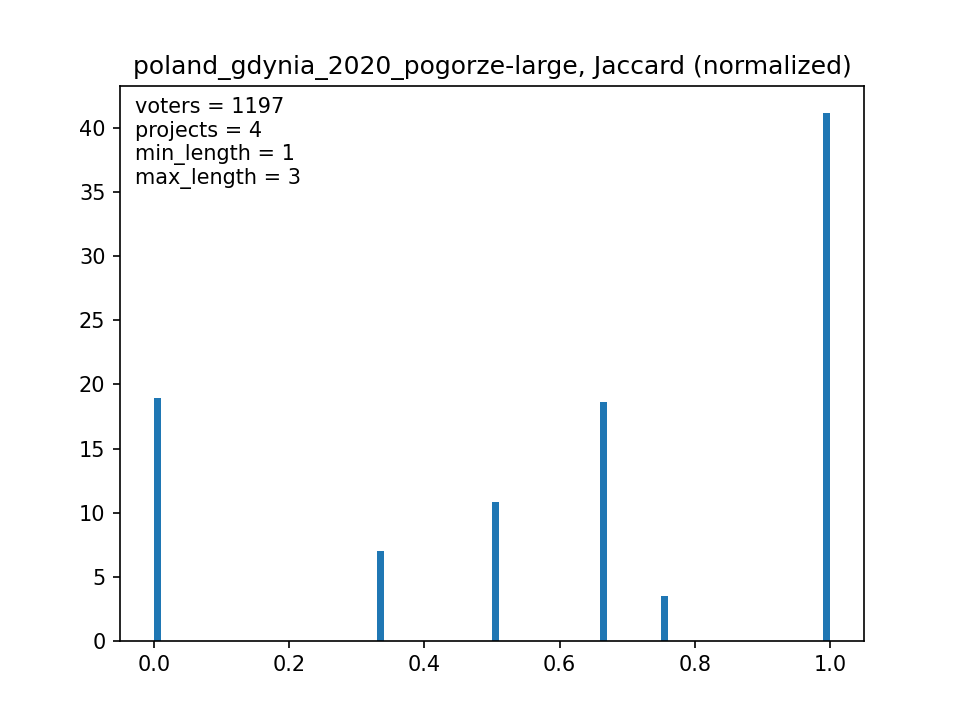 poland_gdynia_2020_pogorze-large, Jaccard (normalized)
voters = 1197
projects = 4
min_length = 1
max_length = 3
40
35
30
25
20
15
10
5
0
0.0 0.2 0.4 0.6 0.8 1.0